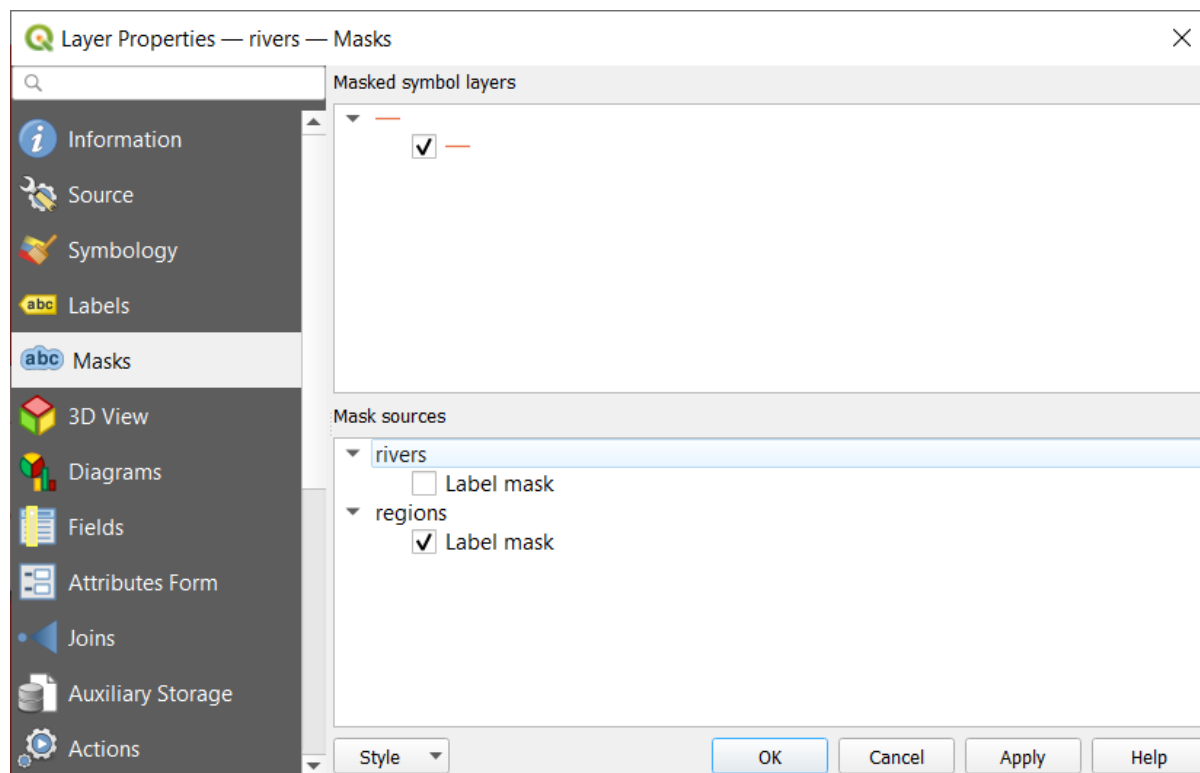 Layer Properties — rivers — Masks
Masked symbol layers
Information
Source
Symbology
abc Labels
abc Masks
3D View
Diagrams
Fields
Attributes Form
Joins
Auxiliary Storage
Actions
Mask sources
rivers
Label mask
regions
Label mask
Style
OK
Cancel
Apply
Help